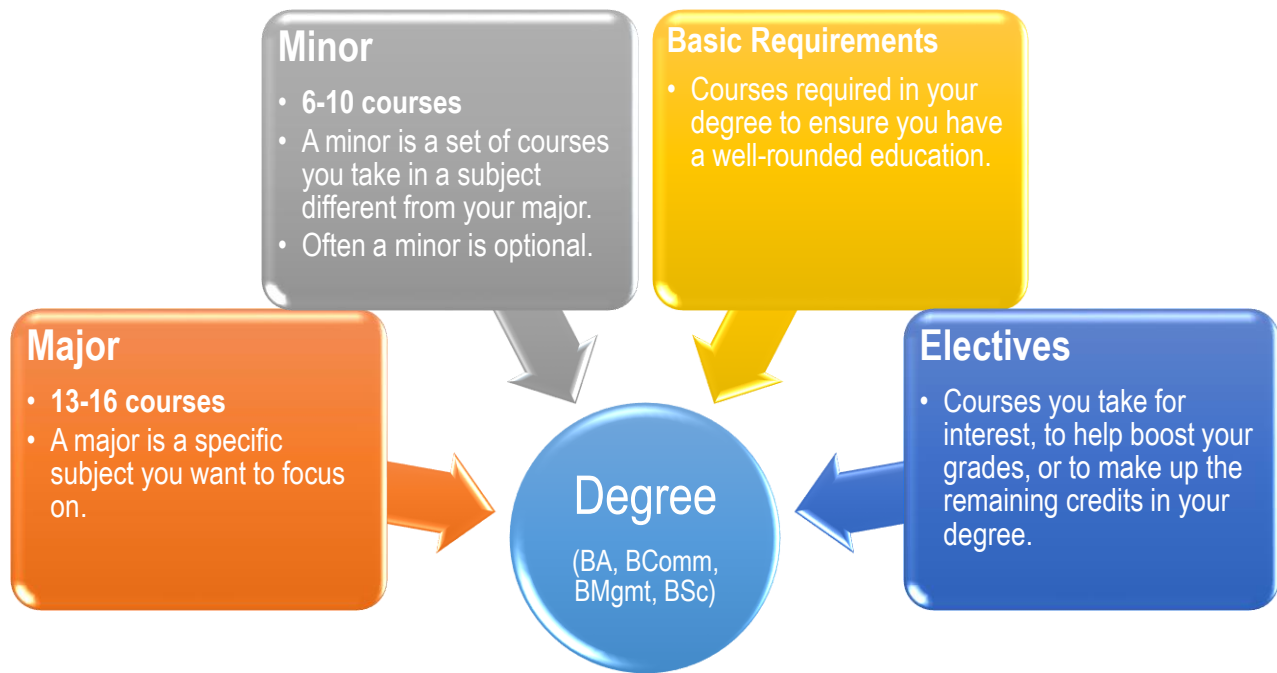 Minor
• 6-10 courses
• A minor is a set of courses
you take in a subject
different from your major.
• Often a minor is optional.
Basic Requirements
• Courses required in your
degree to ensure you have
a well-rounded education.
Major
• 13-16 courses
• A major is a specific
subject you want to focus
on.
Electives
• Courses you take for
interest, to help boost your
grades, or to make up the
remaining credits in your
degree.
Degree
(BA, BComm,
BMgmt, BSc)